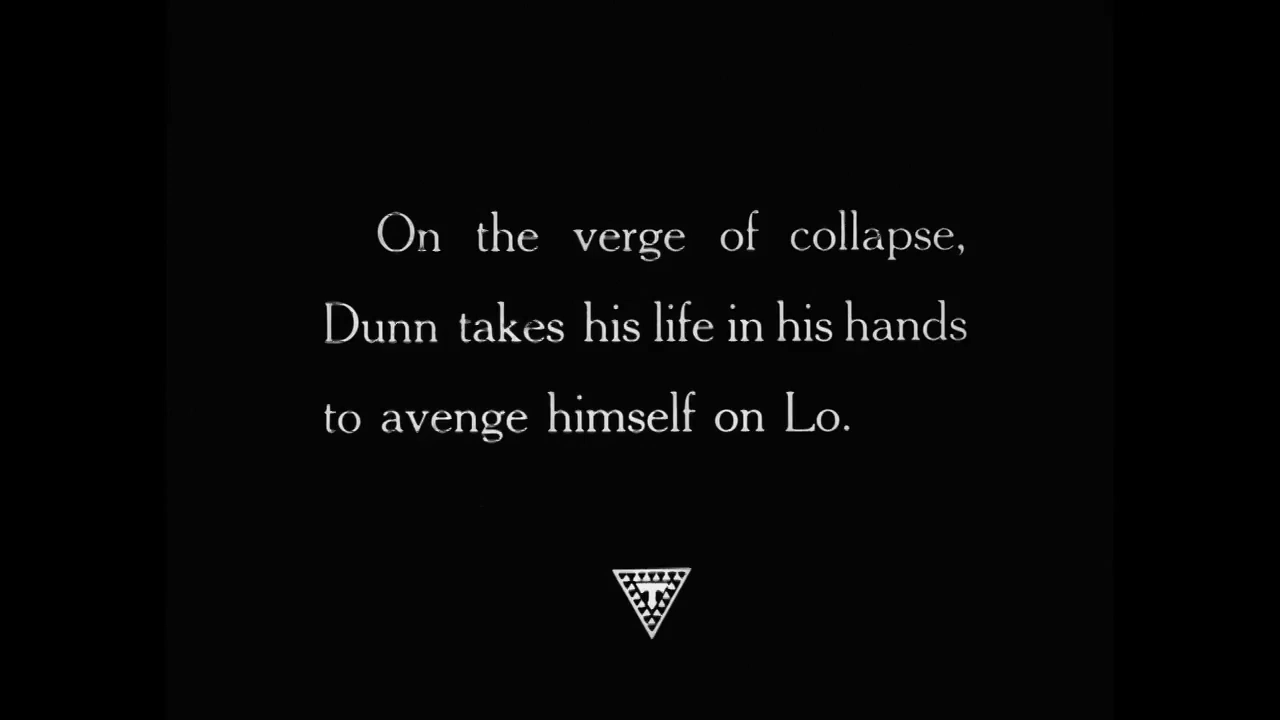 On the verge of collapse,
Dunn takes his life in his hands
to avenge himself on Lo.
T